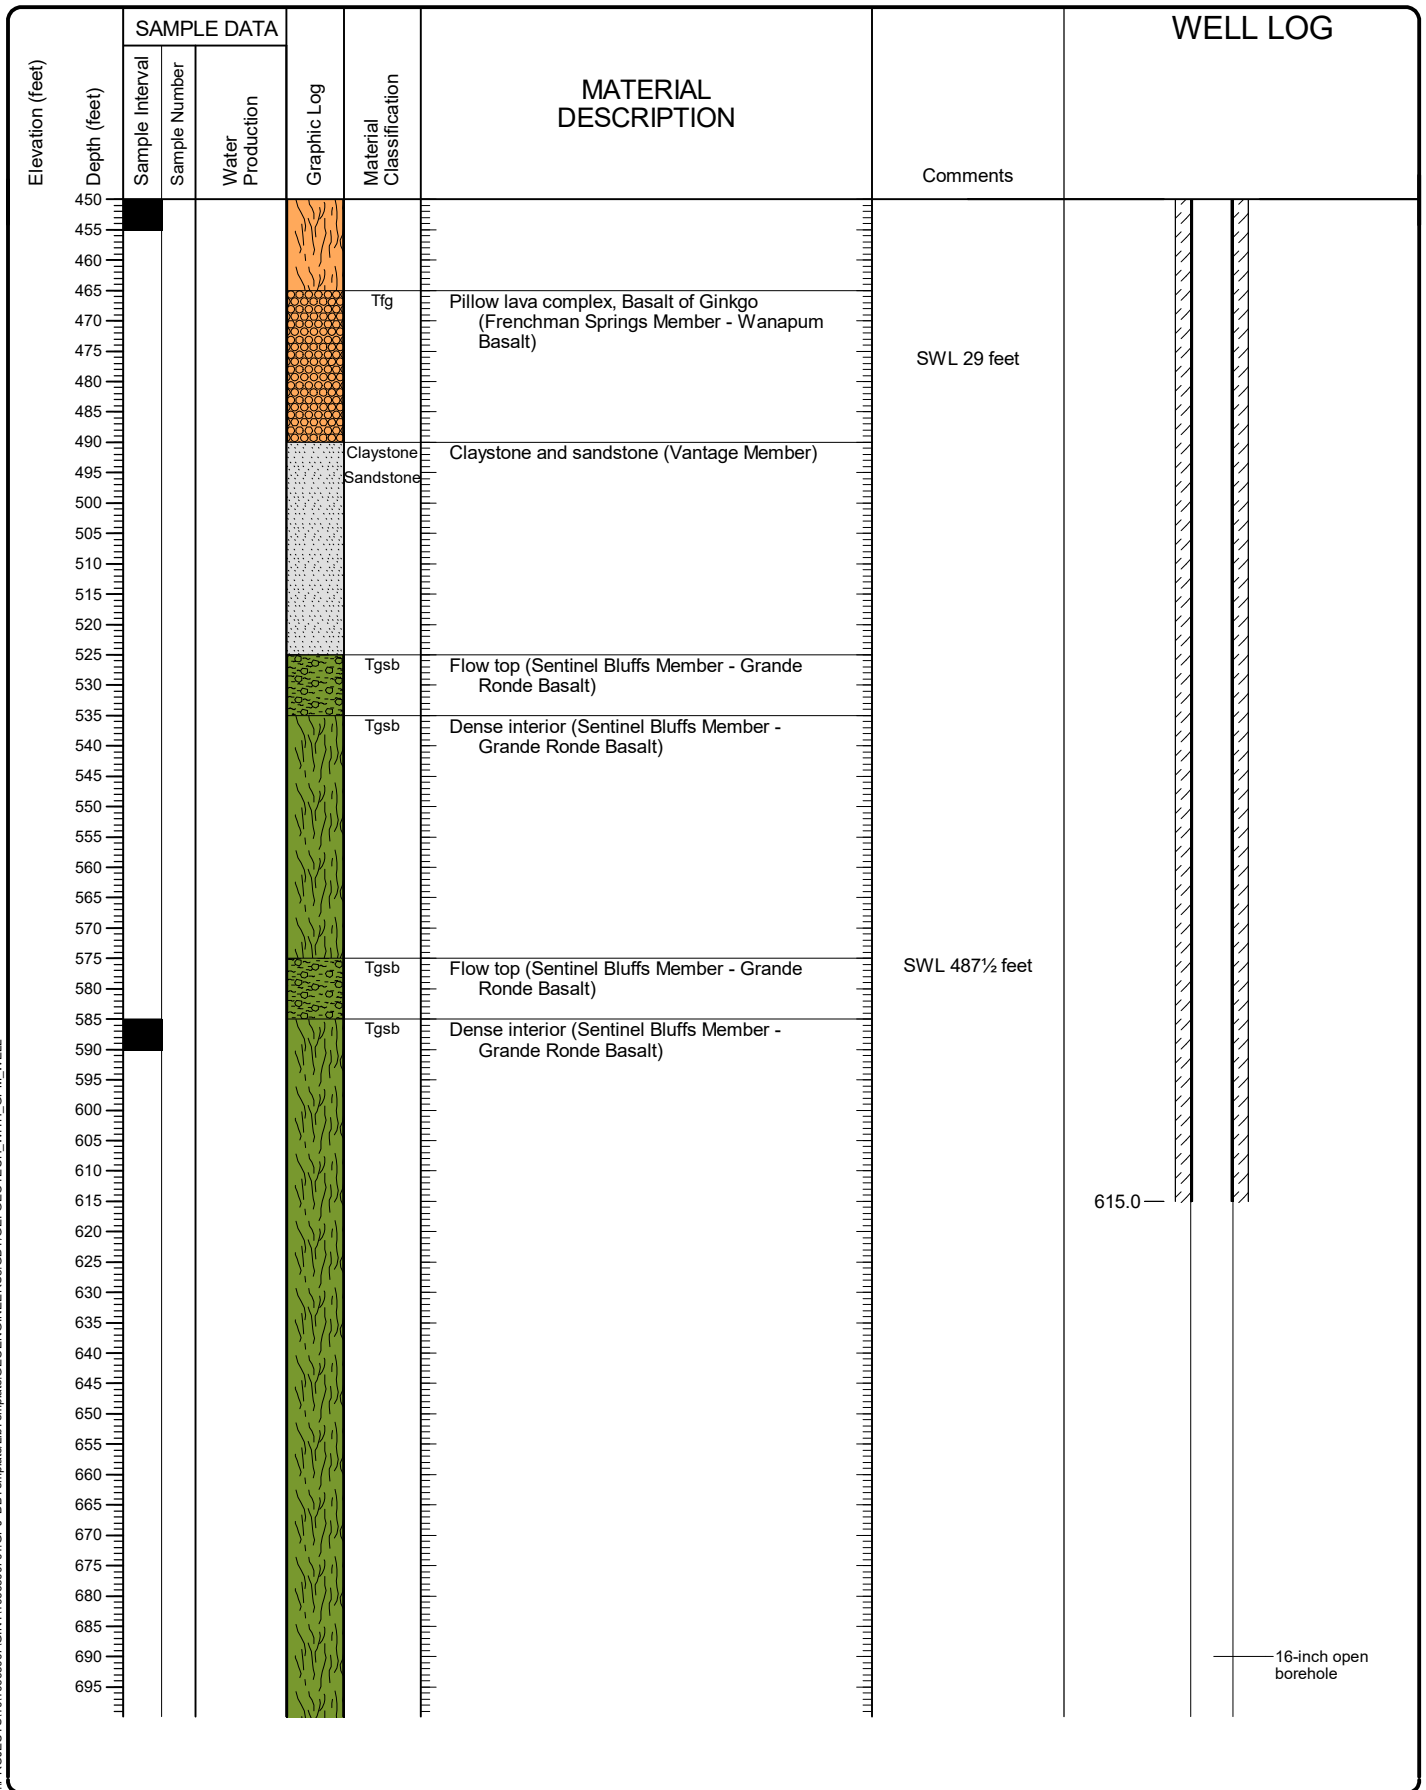 SAMPLE DATA
WELL LOG
Elevation (feet)
Depth (feet)
Sample Interval
Sample Number
Water
Production
Graphic Log
Material
Classification
MATERIAL
DESCRIPTION
Comments
450
455
460
465
Tfg
Pillow lava complex, Basalt of Ginkgo
(Frenchman Springs Member - Wanapum
Basalt)
470
475
SWL 29 feet
480
485
490
Claystone
Sandstone
Claystone and sandstone (Vantage Member)
495
500
505
510
515
520
525
Tgsb
Flow top (Sentinel Bluffs Member - Grande
Ronde Basalt)
530
535
Tgsb
Dense interior (Sentinel Bluffs Member -
Grande Ronde Basalt)
540
545
550
555
560
565
570
575
Tgsb
Flow top (Sentinel Bluffs Member - Grande
Ronde Basalt)
SWL 487½ feet
580
585
Tgsb
Dense interior (Sentinel Bluffs Member -
Grande Ronde Basalt)
590
595
600
605
610
615
615.0
620
625
630
635
640
645
650
655
660
665
670
675
680
685
690
16-inch open
borehole
695